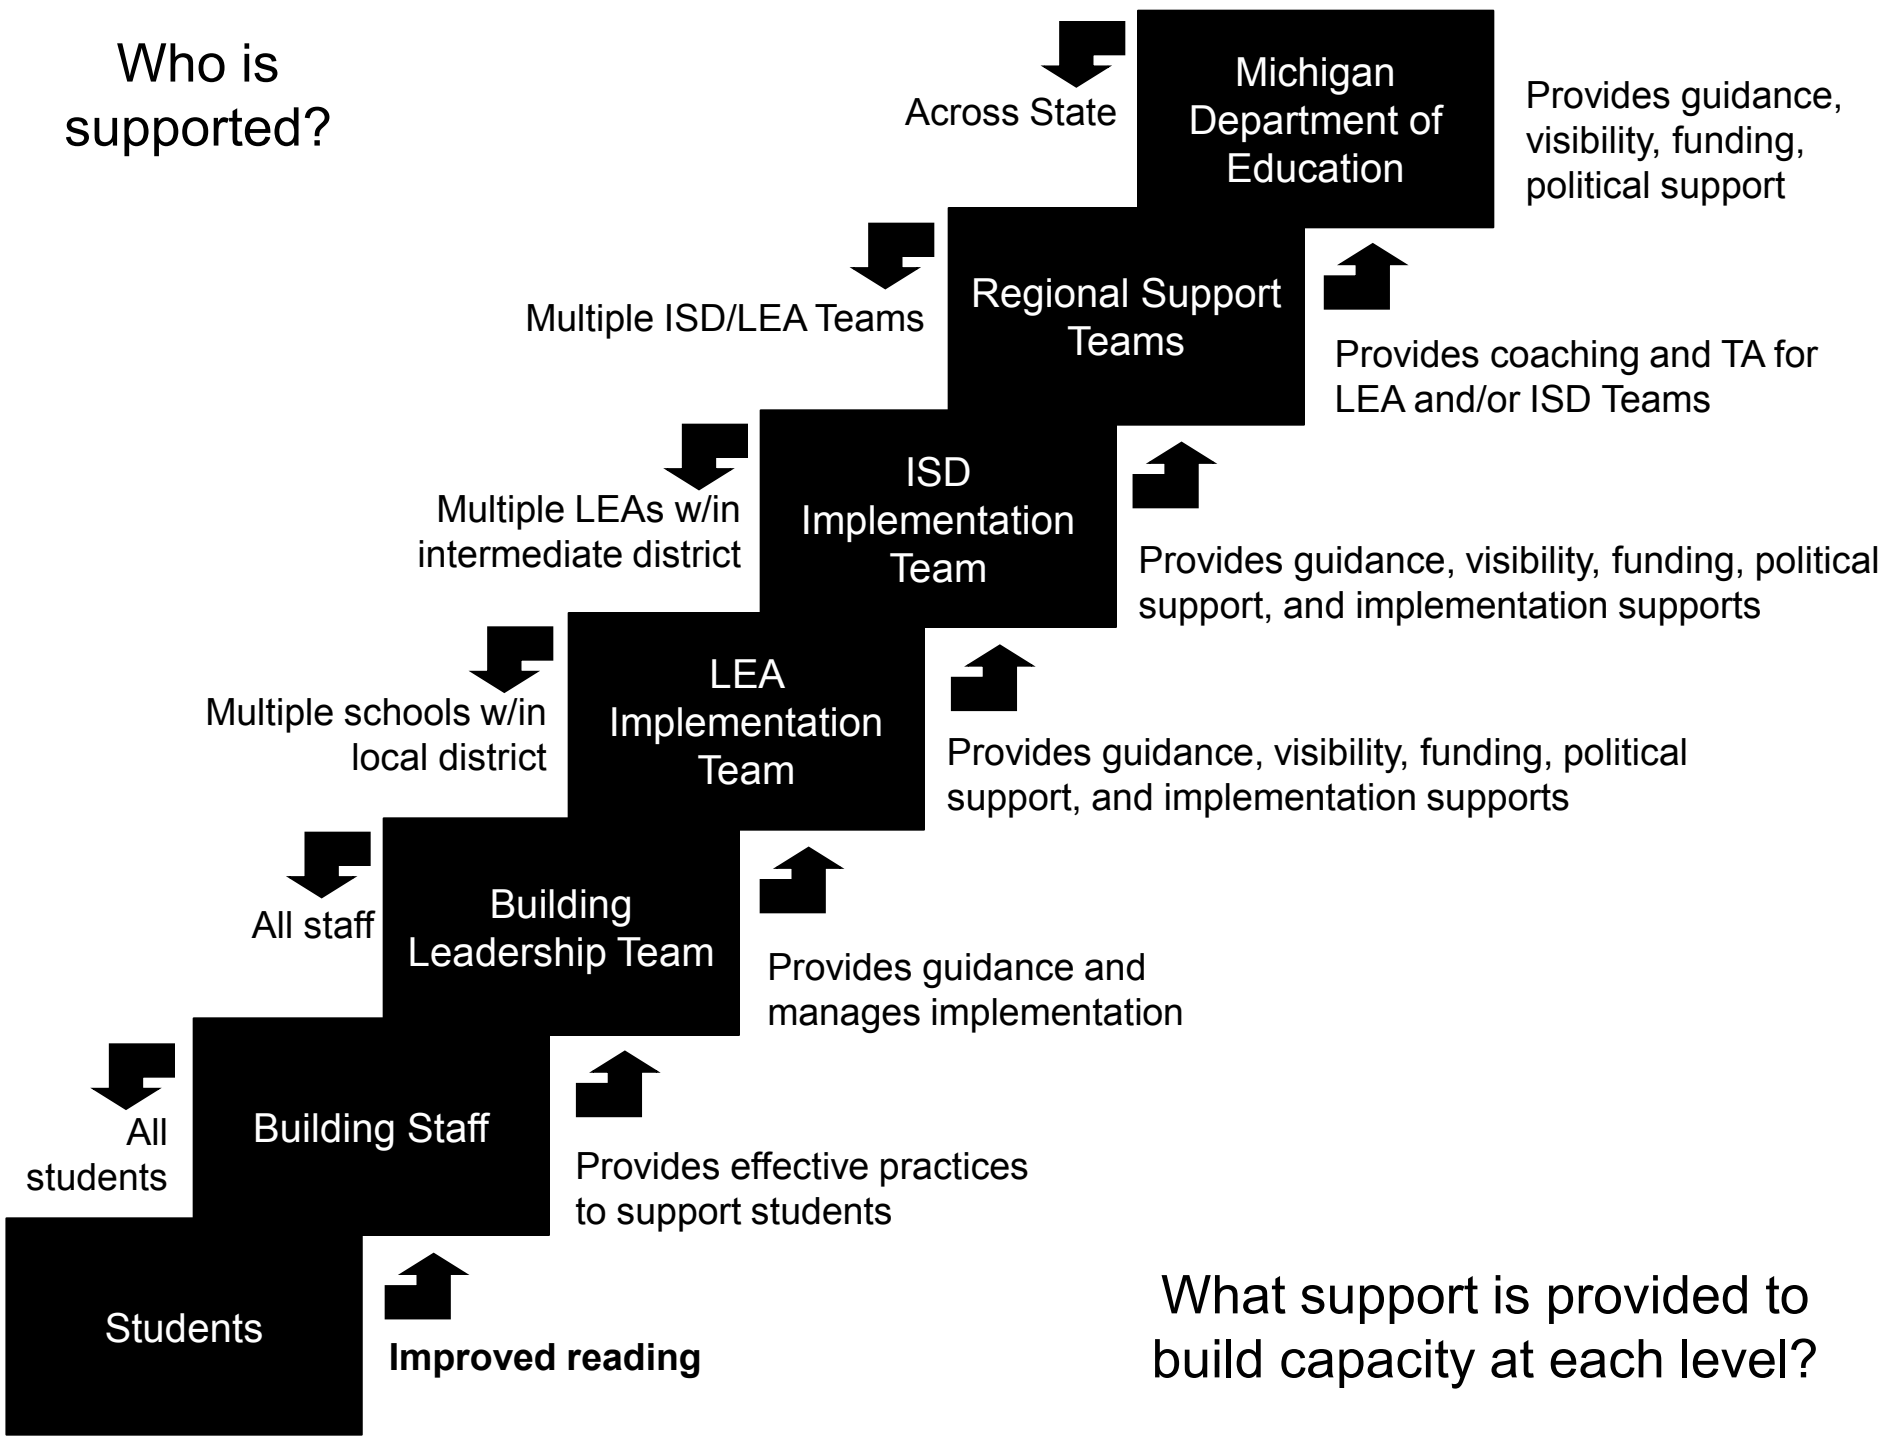 Who is
supported?
Across State
Michigan
Department of
Education
Provides guidance,
visibility, funding,
political support
Multiple ISD/LEA Teams
Regional Support
Teams
Provides coaching and TA for
LEA and/or ISD Teams
Multiple LEAs w/in
intermediate district
ISD
Implementation
Team
Provides guidance, visibility, funding, political
support, and implementation supports
Multiple schools w/in
local district
LEA
Implementation
Team
Provides guidance, visibility, funding, political
support, and implementation supports
All staff
Building
Leadership Team
Provides guidance and
manages implementation
All
students
Building Staff
Provides effective practices
to support students
Students
Improved reading
What support is provided to
build capacity at each level?